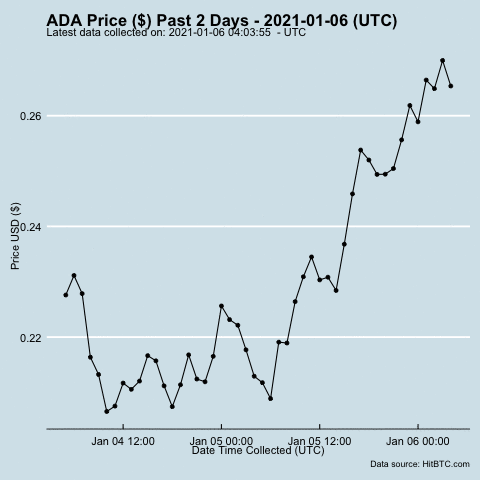 ADA Price ($) Past 2 Days - 2021-01-06 (UTC)
Latest data collected on: 2021-01-06 04:03:55 - UTC
0.26
0.24
0.22
Price USD ($)
Jan 04 12:00 Jan 05 00:00 Jan 05 12:00 Jan 06 00:00
Date Time Collected (UTC)
Data source: HitBTC.com